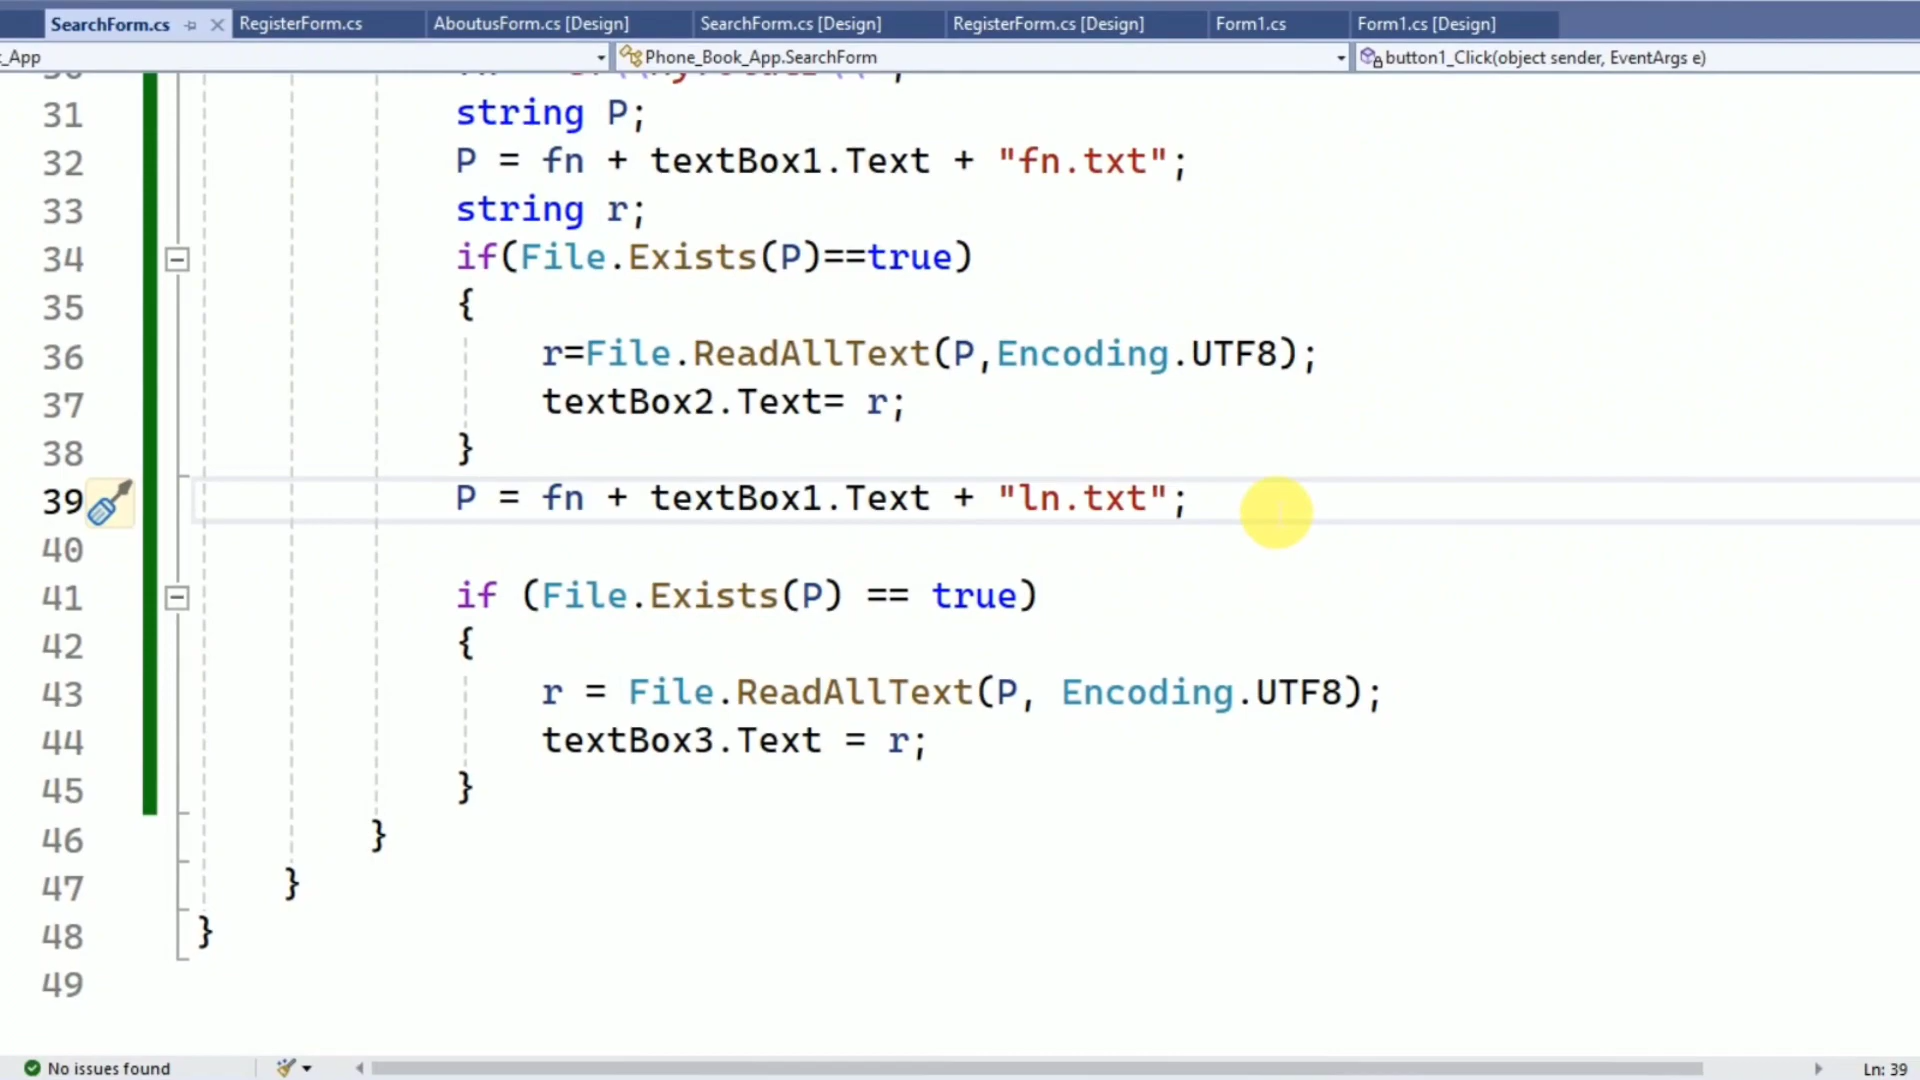 SearchForm.cs RegisterForm.cs AboutusForm.cs [Design] SearchForm.cs [Design] RegisterForm.cs [Design] Form1.cs Form1.cs [Design]
_App Phone_Book_App.SearchForm button1_Click(object sender, EventArgs e)
31 string P;
32 P = fn + textBox1.Text + "fn.txt";
33 string r;
34 if(File.Exists(P)==true)
35 {
36 r=File.ReadAllText(P,Encoding.UTF8);
37 textBox2.Text= r;
38 }
39 P = fn + textBox1.Text + "ln.txt";
40
41 if (File.Exists(P) == true)
42 {
43 r = File.ReadAllText(P, Encoding.UTF8);
44 textBox3.Text = r;
45 }
46 }
47 }
48 }
49
No issues found Ln: 39